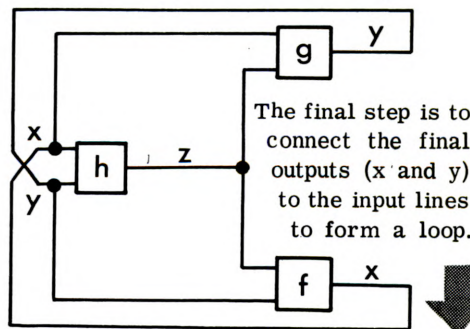 y
g
x
h
z
y
The final step is to
connect the final
outputs (x and y)
to the input lines
to form a loop.
x
f